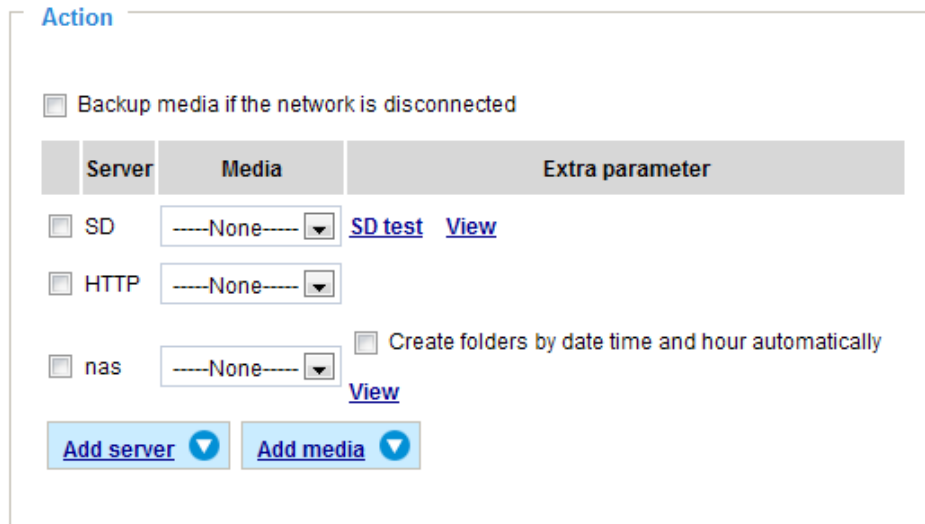 Action
Backup media if the network is disconnected
Server Media Extra parameter
SD -----None----- SD test View
HTTP -----None-----
Create folders by date time and hour automatically
nas -----None-----
View
Add server Add media